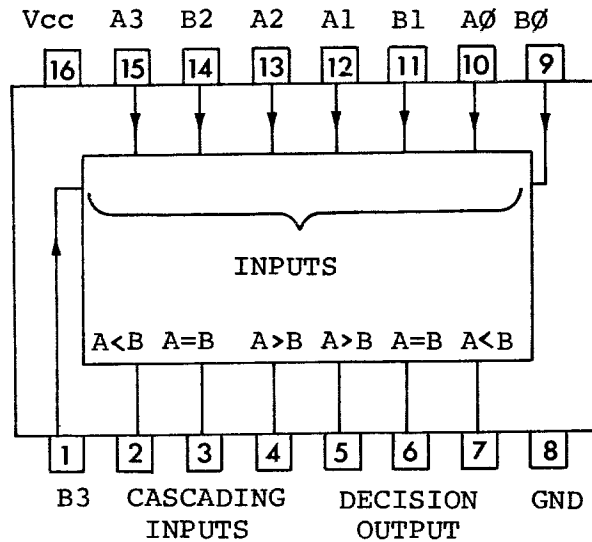 Vcc A3 B2 A2 A1 B1 AØ BØ
16 15 14 13 12 11 10 9
INPUTS
A<B A=B A>B A>B A=B A<B
1 2 3 4 5 6 7 8
B3 CASCADING DECISION GND
INPUTS OUTPUT